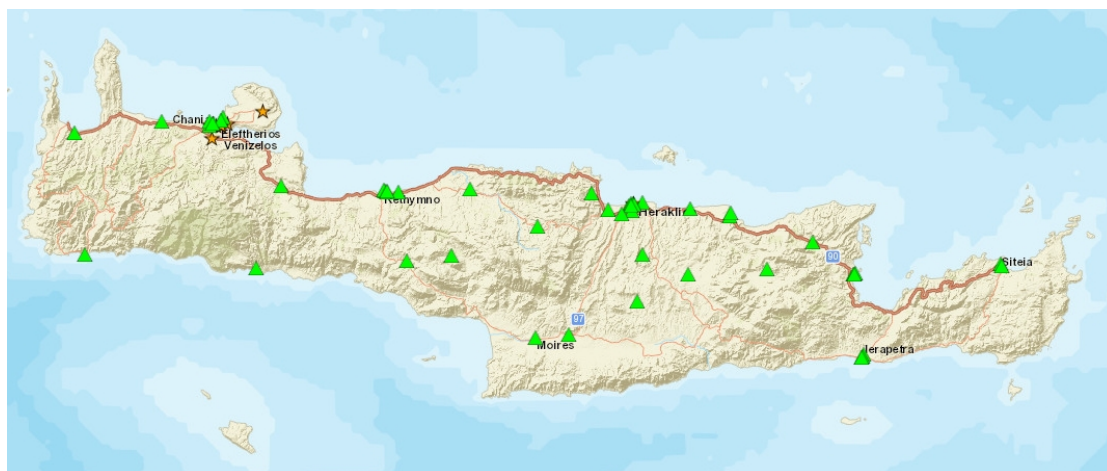 Chani
Eleftherios
Venizelos
Rethymno
Herakli
90
Siteia
97
Moires
Ierapetra